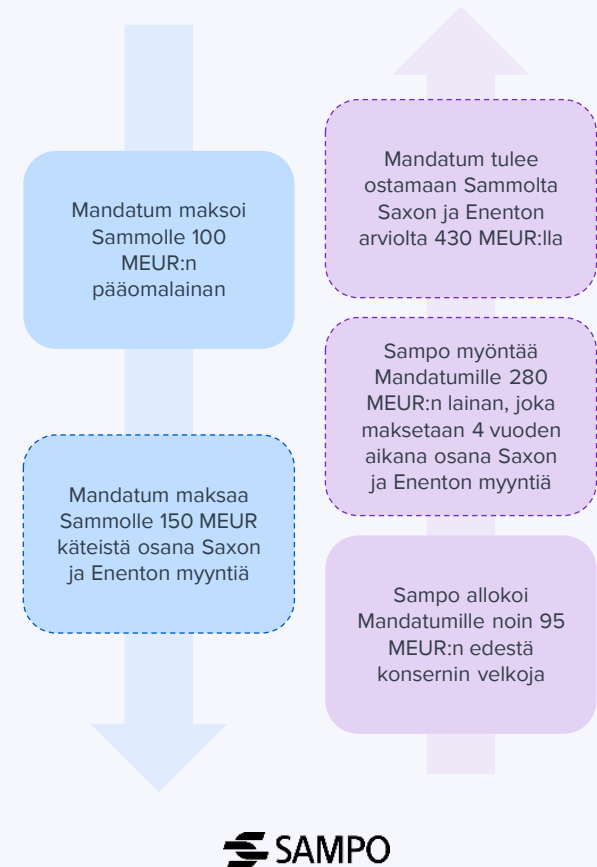 Mandatum maksoi
Sammolle 100
MEUR:n
pääomalainan
Mandatum maksaa
Sammolle 150 MEUR
käteistä osana Saxon
ja Enenton myyntiä
Mandatum tulee
ostamaan Sammolta
Saxon ja Enenton
arviolta 430 MEUR:lla
Sampo myöntää
Mandatumille 280
MEUR:n lainan, joka
maksetaan 4 vuoden
aikana osana Saxon
ja Enenton myyntiä
Sampo allokoi
Mandatumille noin 95
MEUR:n edestä
konsernin velkoja
SAMPO